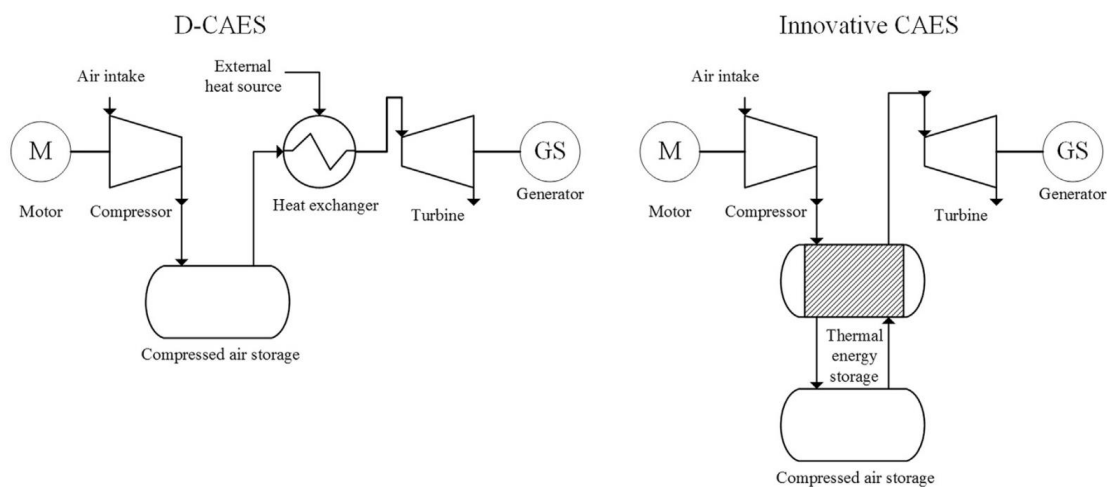 D-CAES
External
heat source
Air intake
M
GS
Motor
Compressor
Heat exchanger
Turbine
Generator
Compressed air storage
Innovative CAES
Air intake
M
GS
Motor
Compressor
Turbine
Generator
Thermal
energy
storage
Compressed air storage